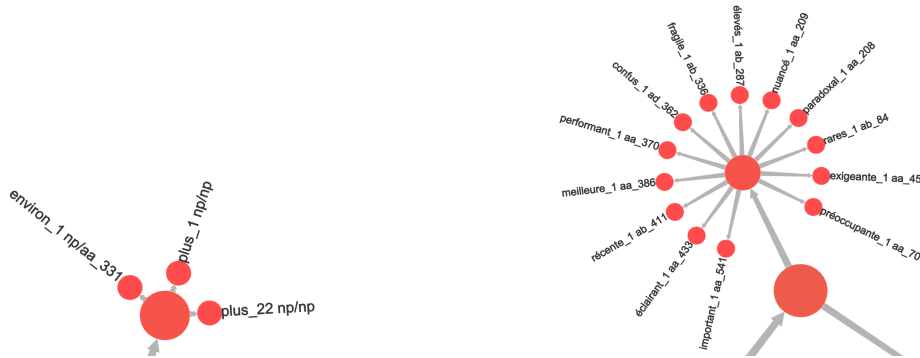 environ_1 np/aa_331
plus_1 np/np
plus_22 np/np
élevés_1 ab_287
nuancé_1 aa_209
fragile_1 ab_336
paradoxal_1 aa_208
confus_1 ad_362
rares_1 ab_84
performant_1 aa_370
exigeante_1 aa_45
meilleure_1 aa_386
préoccupante_1 aa_70
récente_1 ab_411
éclairant_1 aa_433
important_1 aa_541